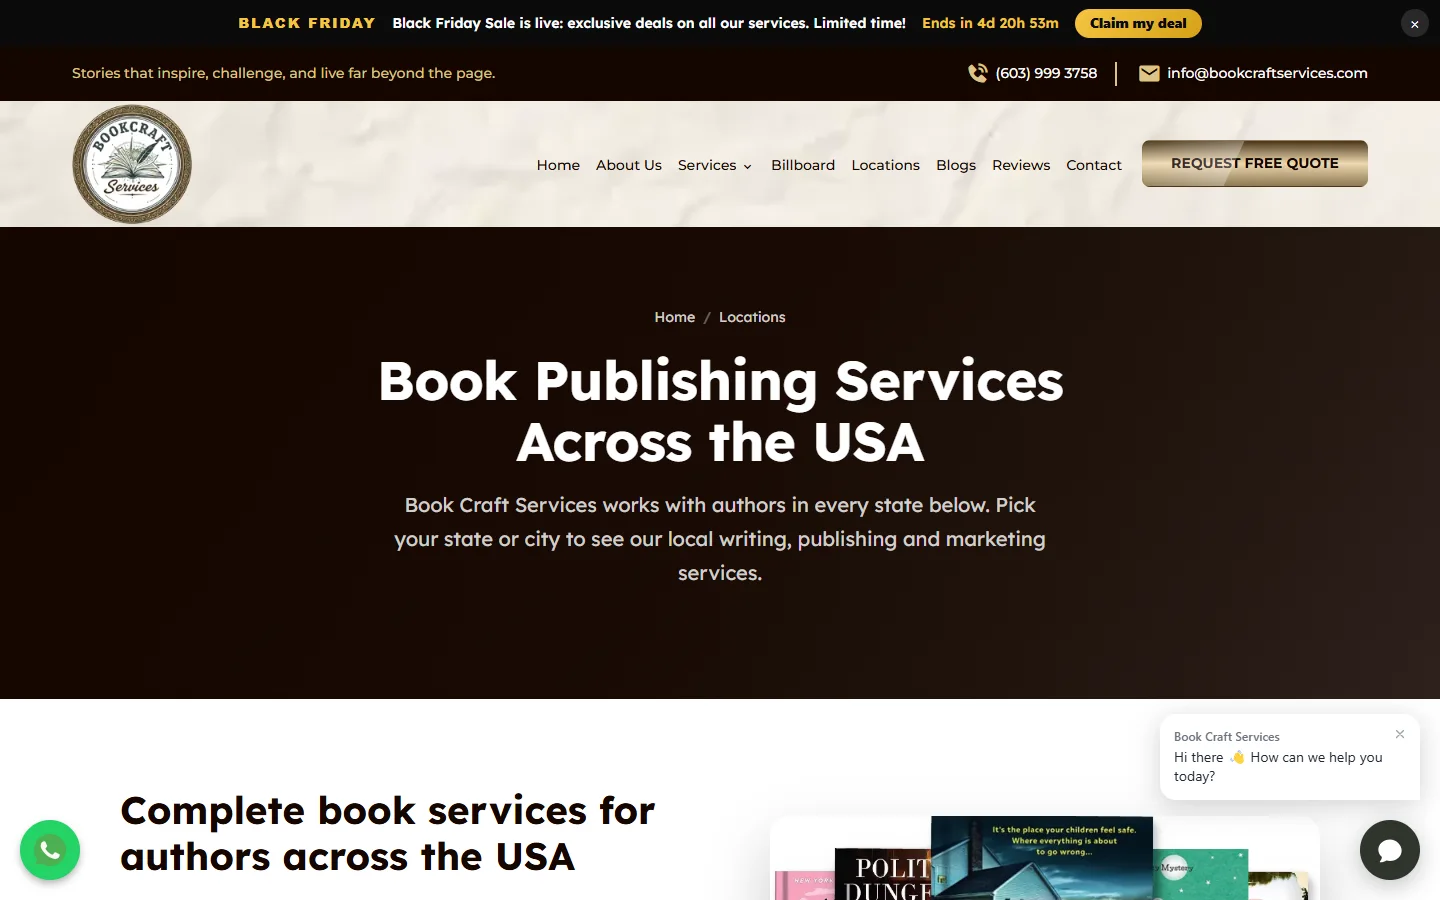 BLACK FRIDAY Black Friday Sale is live: exclusive deals on all our services. Limited time! Ends in 4d 20h 53m Claim my deal ×
Stories that inspire, challenge, and live far beyond the page.
(603) 999 3758
info@bookcraftservices.com
BOOKCRAFT
Services
Home About Us Services Billboard Locations Blogs Reviews Contact REQUEST FREE QUOTE
Home / Locations
Book Publishing Services
Across the USA
Book Craft Services works with authors in every state below. Pick
your state or city to see our local writing, publishing and marketing
services.
Book Craft Services
Hi there 👋 How can we help you
today?
Complete book services for
authors across the USA
It's the place your children feel safe.
Where everything is about
to go wrong...
POLIT
DUNGE
Mystery
NEW YORK